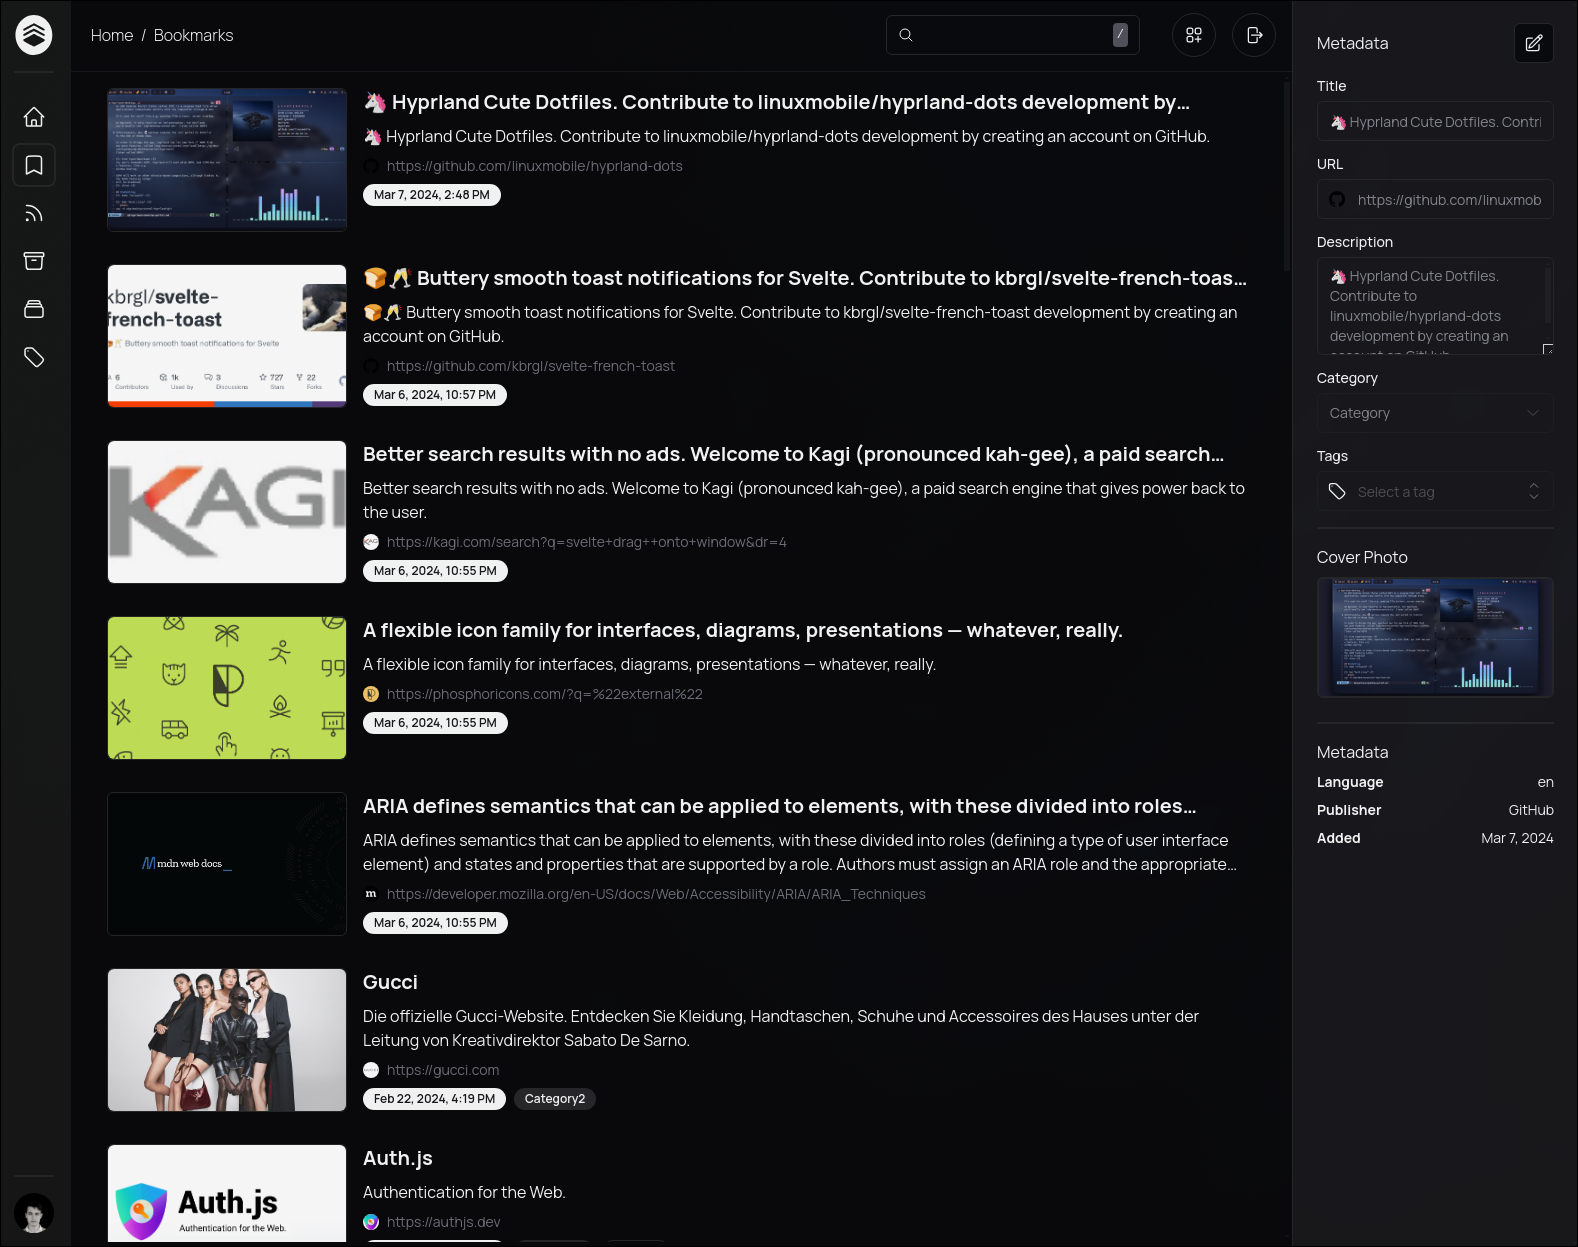 Home / Bookmarks
/
🦄 Hyprland Cute Dotfiles. Contribute to linuxmobile/hyprland-dots development by…
🦄 Hyprland Cute Dotfiles. Contribute to linuxmobile/hyprland-dots development by creating an account on GitHub.
https://github.com/linuxmobile/hyprland-dots
Mar 7, 2024, 2:48 PM
kbrgl/svelte-
french-toast
🍞🥂 Buttery smooth toast notifications for Svelte
6 1k 3 727 22
Contributors Used by Discussions Stars Forks
🍞🥂 Buttery smooth toast notifications for Svelte. Contribute to kbrgl/svelte-french-toas…
🍞🥂 Buttery smooth toast notifications for Svelte. Contribute to kbrgl/svelte-french-toast development by creating an
account on GitHub.
https://github.com/kbrgl/svelte-french-toast
Mar 6, 2024, 10:57 PM
KAGI
Better search results with no ads. Welcome to Kagi (pronounced kah-gee), a paid search…
Better search results with no ads. Welcome to Kagi (pronounced kah-gee), a paid search engine that gives power back to
the user.
https://kagi.com/search?q=svelte+drag++onto+window&dr=4
Mar 6, 2024, 10:55 PM
A flexible icon family for interfaces, diagrams, presentations — whatever, really.
A flexible icon family for interfaces, diagrams, presentations — whatever, really.
https://phosphoricons.com/?q=%22external%22
Mar 6, 2024, 10:55 PM
mdn web docs_
ARIA defines semantics that can be applied to elements, with these divided into roles…
ARIA defines semantics that can be applied to elements, with these divided into roles (defining a type of user interface
element) and states and properties that are supported by a role. Authors must assign an ARIA role and the appropriate…
m https://developer.mozilla.org/en-US/docs/Web/Accessibility/ARIA/ARIA_Techniques
Mar 6, 2024, 10:55 PM
Gucci
Die offizielle Gucci-Website. Entdecken Sie Kleidung, Handtaschen, Schuhe und Accessoires des Hauses unter der
Leitung von Kreativdirektor Sabato De Sarno.
https://gucci.com
Feb 22, 2024, 4:19 PM Category2
Auth.js
Authentication for the Web.
Auth.js
Authentication for the Web.
https://authjs.dev
Metadata
Title
🦄 Hyprland Cute Dotfiles. Contri
URL
https://github.com/linuxmob
Description
🦄 Hyprland Cute Dotfiles.
Contribute to
linuxmobile/hyprland-dots
development by creating an
account on GitHub.
Category
Category
Tags
Select a tag
Cover Photo
Metadata
Language en
Publisher GitHub
Added Mar 7, 2024